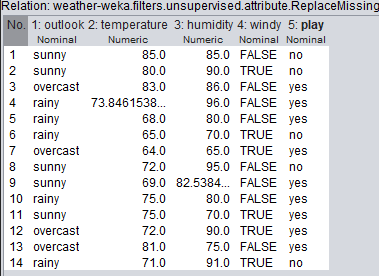 Relation: weather-weka.filters.unsupervised.attribute.ReplaceMissing
No. 1: outlook 2: temperature 3: humidity 4: windy 5: play
Nominal Numeric Numeric Nominal Nominal
1 sunny 85.0 85.0 FALSE no
2 sunny 80.0 90.0 TRUE no
3 overcast 83.0 86.0 FALSE yes
4 rainy 73.8461538... 96.0 FALSE yes
5 rainy 68.0 80.0 FALSE yes
6 rainy 65.0 70.0 TRUE no
7 overcast 64.0 65.0 TRUE yes
8 sunny 72.0 95.0 FALSE no
9 sunny 69.0 82.5384... FALSE yes
10 rainy 75.0 80.0 FALSE yes
11 sunny 75.0 70.0 TRUE yes
12 overcast 72.0 90.0 TRUE yes
13 overcast 81.0 75.0 FALSE yes
14 rainy 71.0 91.0 TRUE no